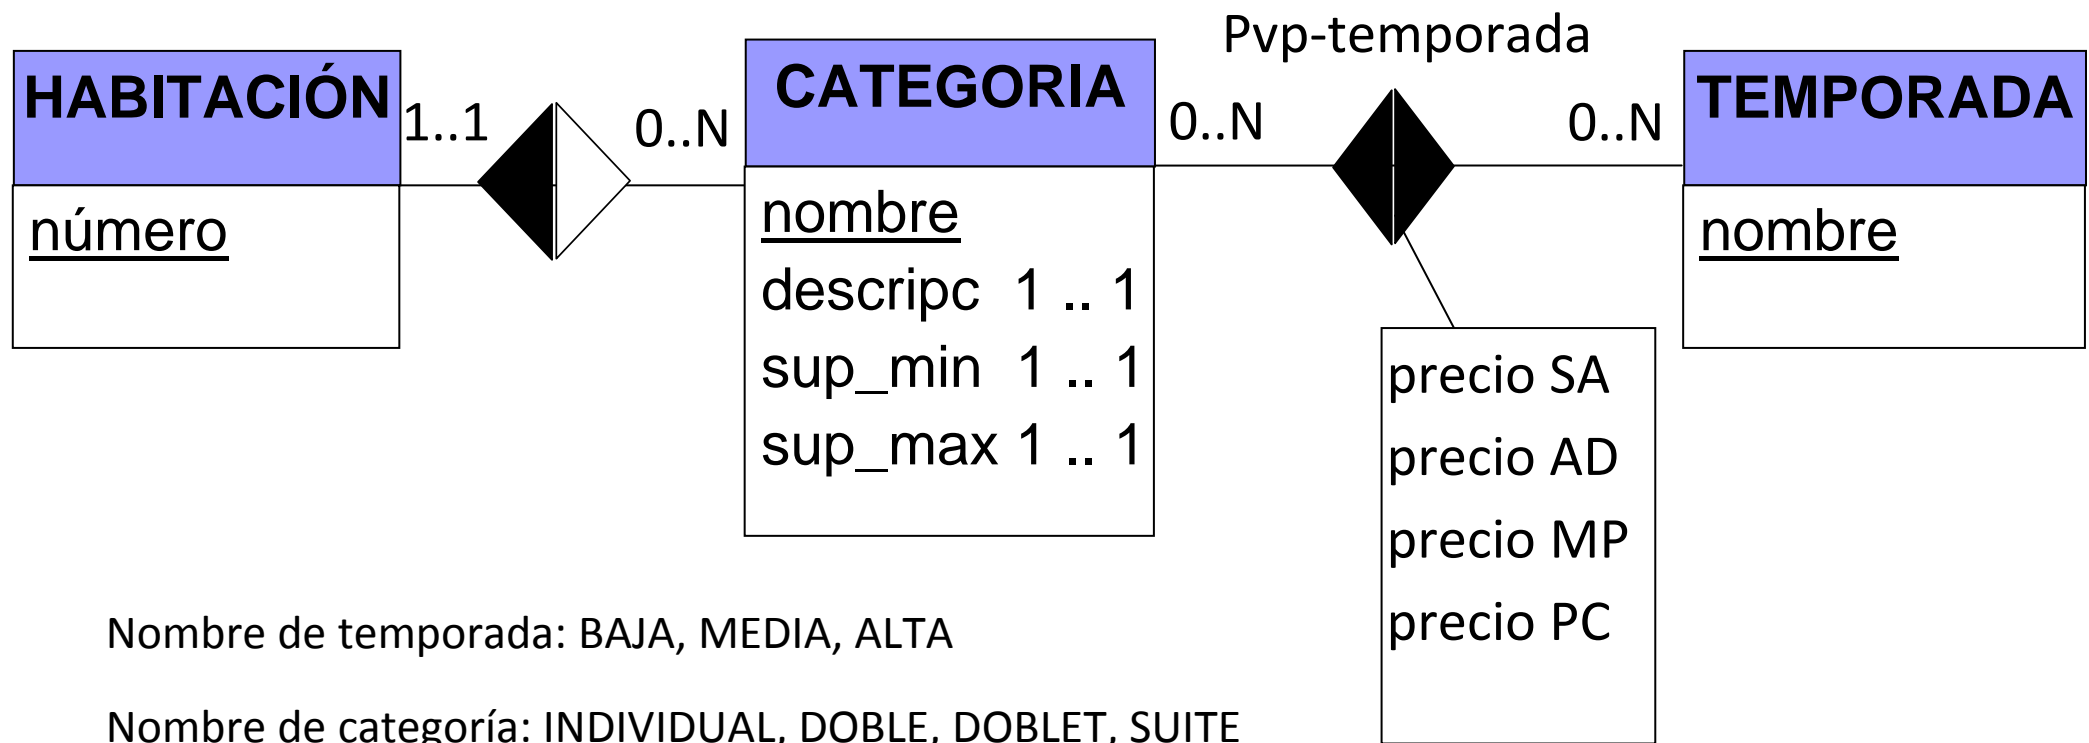 Pvp-temporada
HABITACIÓN
1..1
0..N
CATEGORIA
0..N
0..N
TEMPORADA
número
nombre
descripc 1 .. 1
sup_min 1 .. 1
sup_max 1 .. 1
nombre
precio SA
precio AD
precio MP
precio PC
Nombre de temporada: BAJA, MEDIA, ALTA
Nombre de categoría: INDIVIDUAL, DOBLE, DOBLET, SUITE